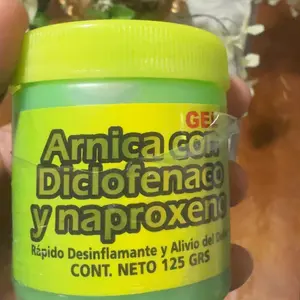 GEL
Arnica con
Diclofenaco
y naproxeno
Rápido Desinflamante y Alivio del Dolor
CONT. NETO 125 GRS